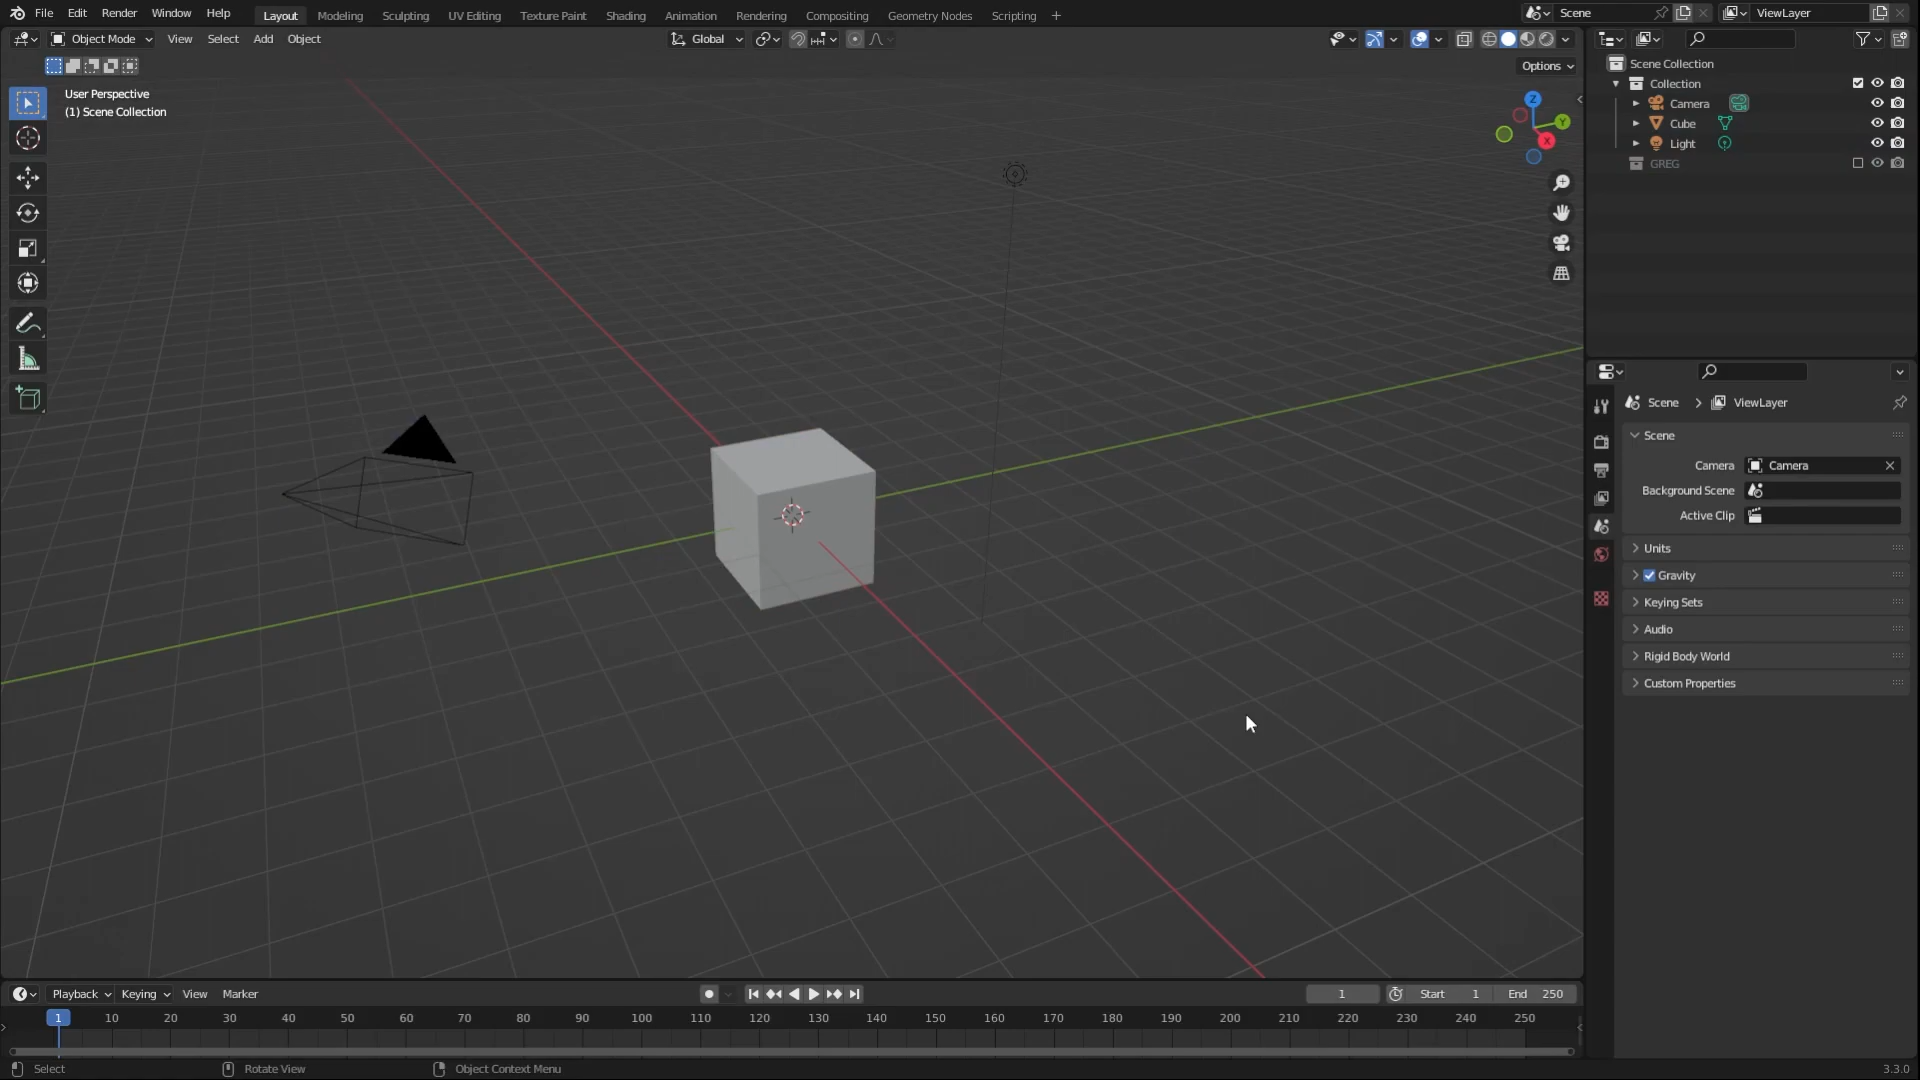 File Edit Render Window Help Layout Modeling Sculpting UV Editing Texture Paint Shading Animation Rendering Compositing Geometry Nodes Scripting + Scene ViewLayer
Object Mode View Select Add Object Global
Options
User Perspective
(1) Scene Collection
Z
Y
X
Scene Collection
Collection
Camera
Cube
Light
GREG
Scene > ViewLayer
Scene
Camera Camera
Background Scene
Active Clip
Units
Gravity
Keying Sets
Audio
Rigid Body World
Custom Properties
Playback Keying View Marker 1 Start 1 End 250
1 10 20 30 40 50 60 70 80 90 100 110 120 130 140 150 160 170 180 190 200 210 220 230 240 250
Select Rotate View Object Context Menu 3.3.0